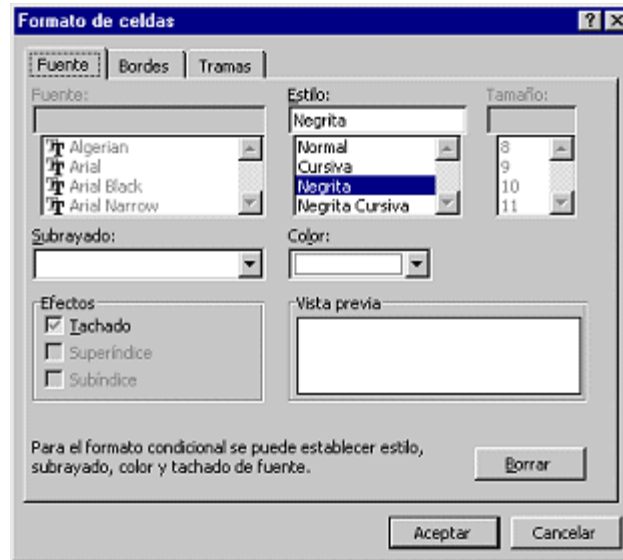 Formato de celdas
Fuente Bordes Tramas
Fuente: Estilo: Tamaño:
Negrita
Algerian Normal 8
Arial Cursiva 9
Arial Black Negrita 10
Arial Narrow Negrita Cursiva 11
Subrayado: Color:
Efectos Vista previa
Tachado
Superíndice
Subíndice
Para el formato condicional se puede establecer estilo,
subrayado, color y tachado de fuente.
Borrar
Aceptar Cancelar